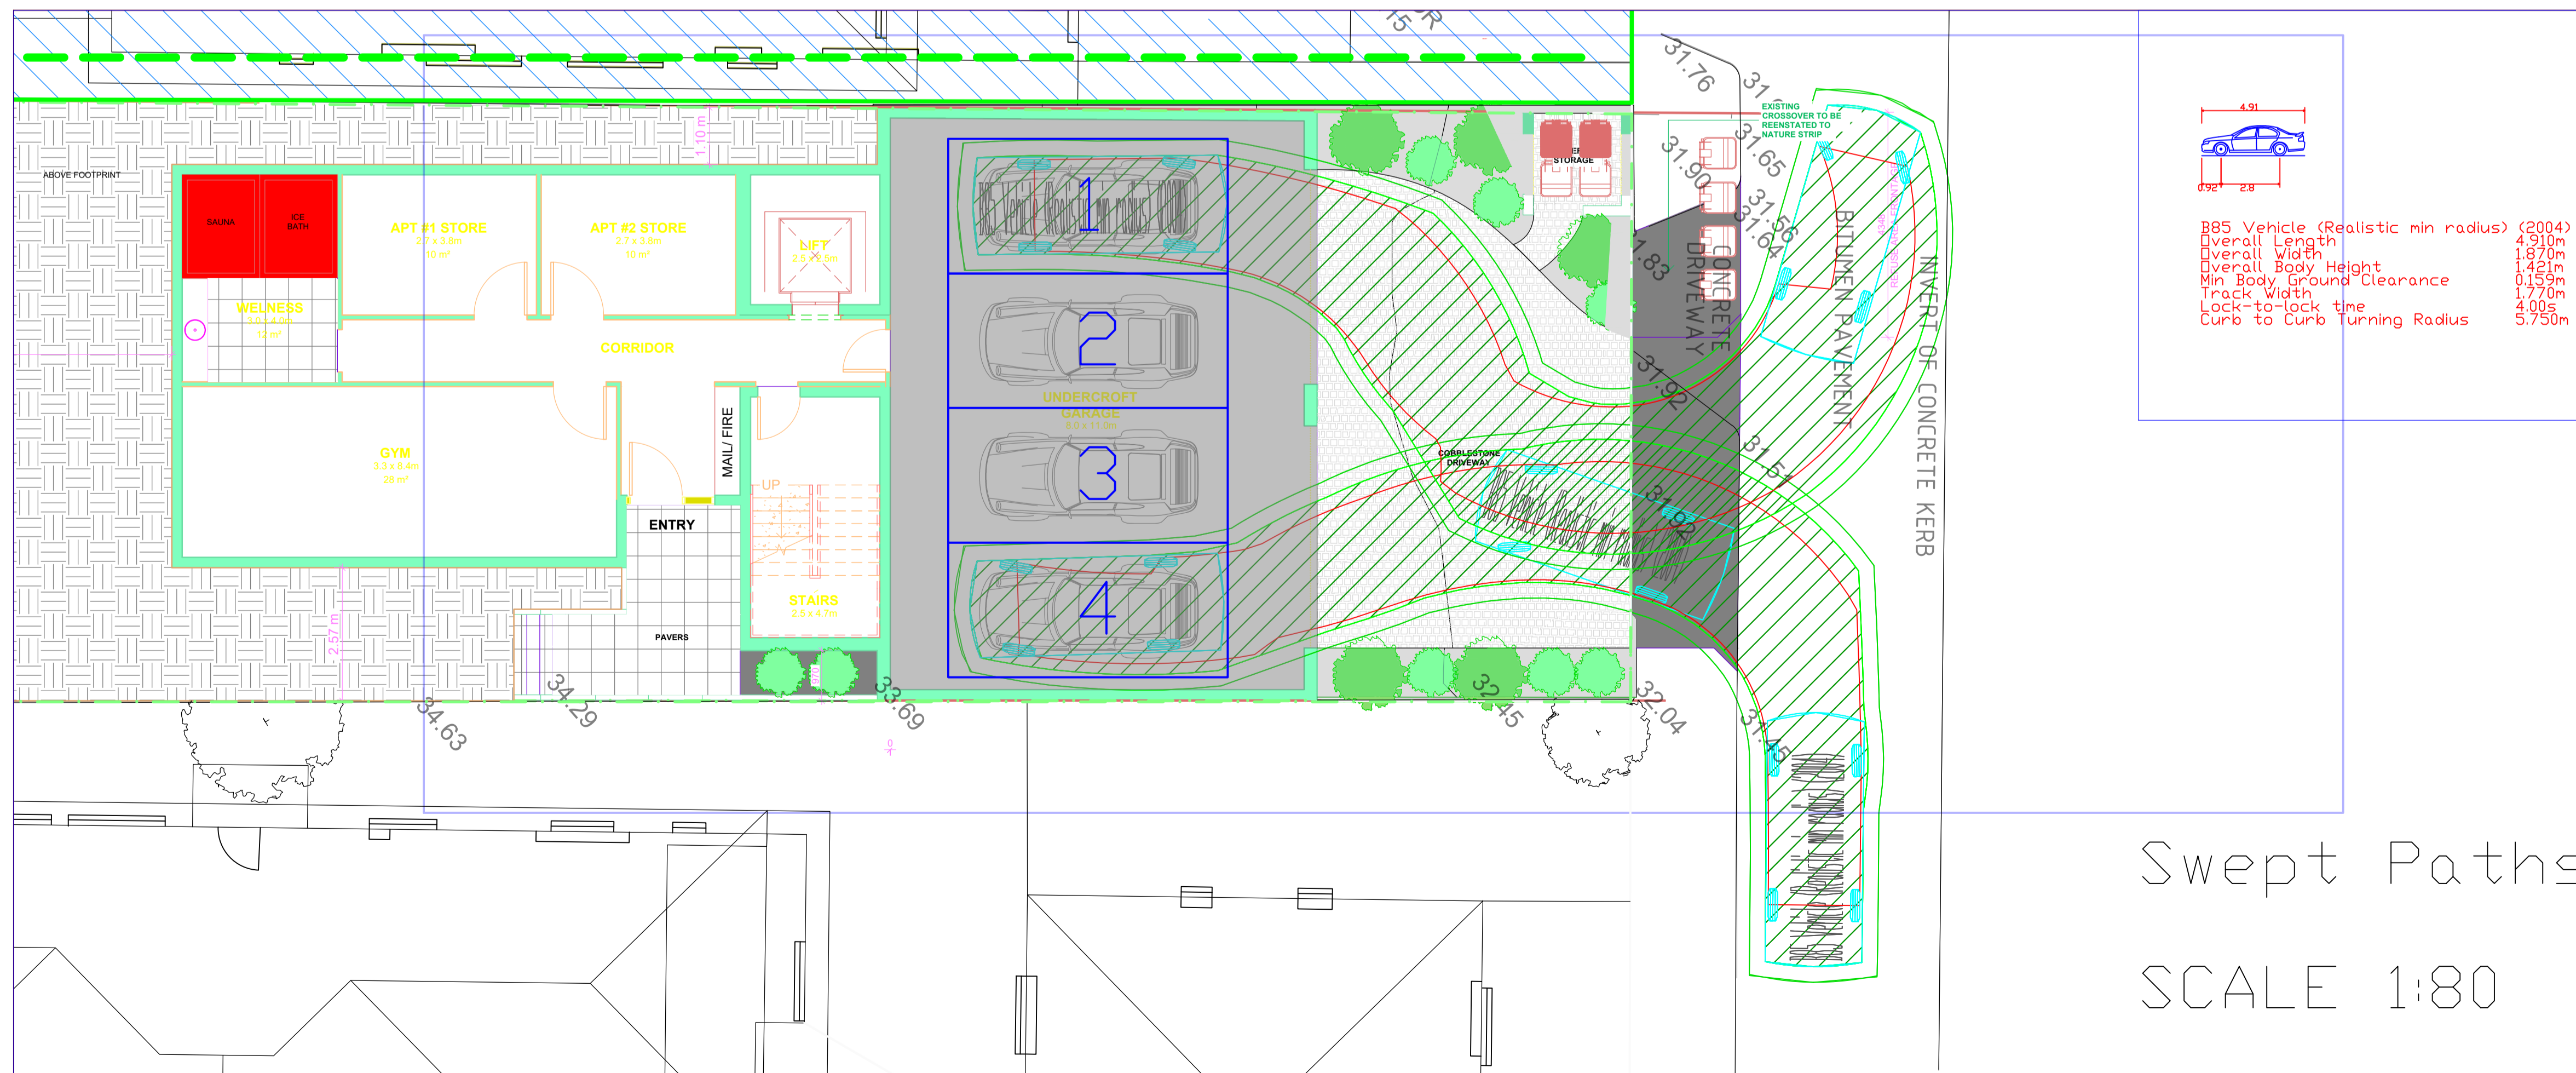 31.76
EXISTING
CROSSOVER TO BE
REENSTATED TO
NATURE STRIP
4.91
0.92
2.8
B85 Vehicle (Realistic min radius) (2004)
Overall Length 4.910m
Overall Width 1.870m
Overall Body Height 1.421m
Min Body Ground Clearance 0.159m
Track Width 1.770m
Lock-to-lock time 4.00s
Curb to Curb Turning Radius 5.750m
1.10 m
ABOVE FOOTPRINT
SAUNA
ICE
BATH
APT #1 STORE
2.7 x 3.8m
10 m²
APT #2 STORE
2.7 x 3.8m
10 m²
LIFT
STORAGE
31.65
31.90
31.56
31.64
WELNESS
12 m²
CORRIDOR
1
2
3
4
UNDERCROFT
GARAGE
CONCRETE
DRIVEWAY
BITUMEN PAVEMENT
INVERT OF CONCRETE KERB
31.92
31.51
31.92
COBBLESTONE
DRIVEWAY
GYM
3.3 x 8.4m
28 m²
MAIL/ FIRE
UP
ENTRY
STAIRS
2.5 x 4.7m
PAVERS
2.57 m
970
34.63
34.29
33.69
32.45
32.04
31.45
0
Swept Paths
SCALE 1:80